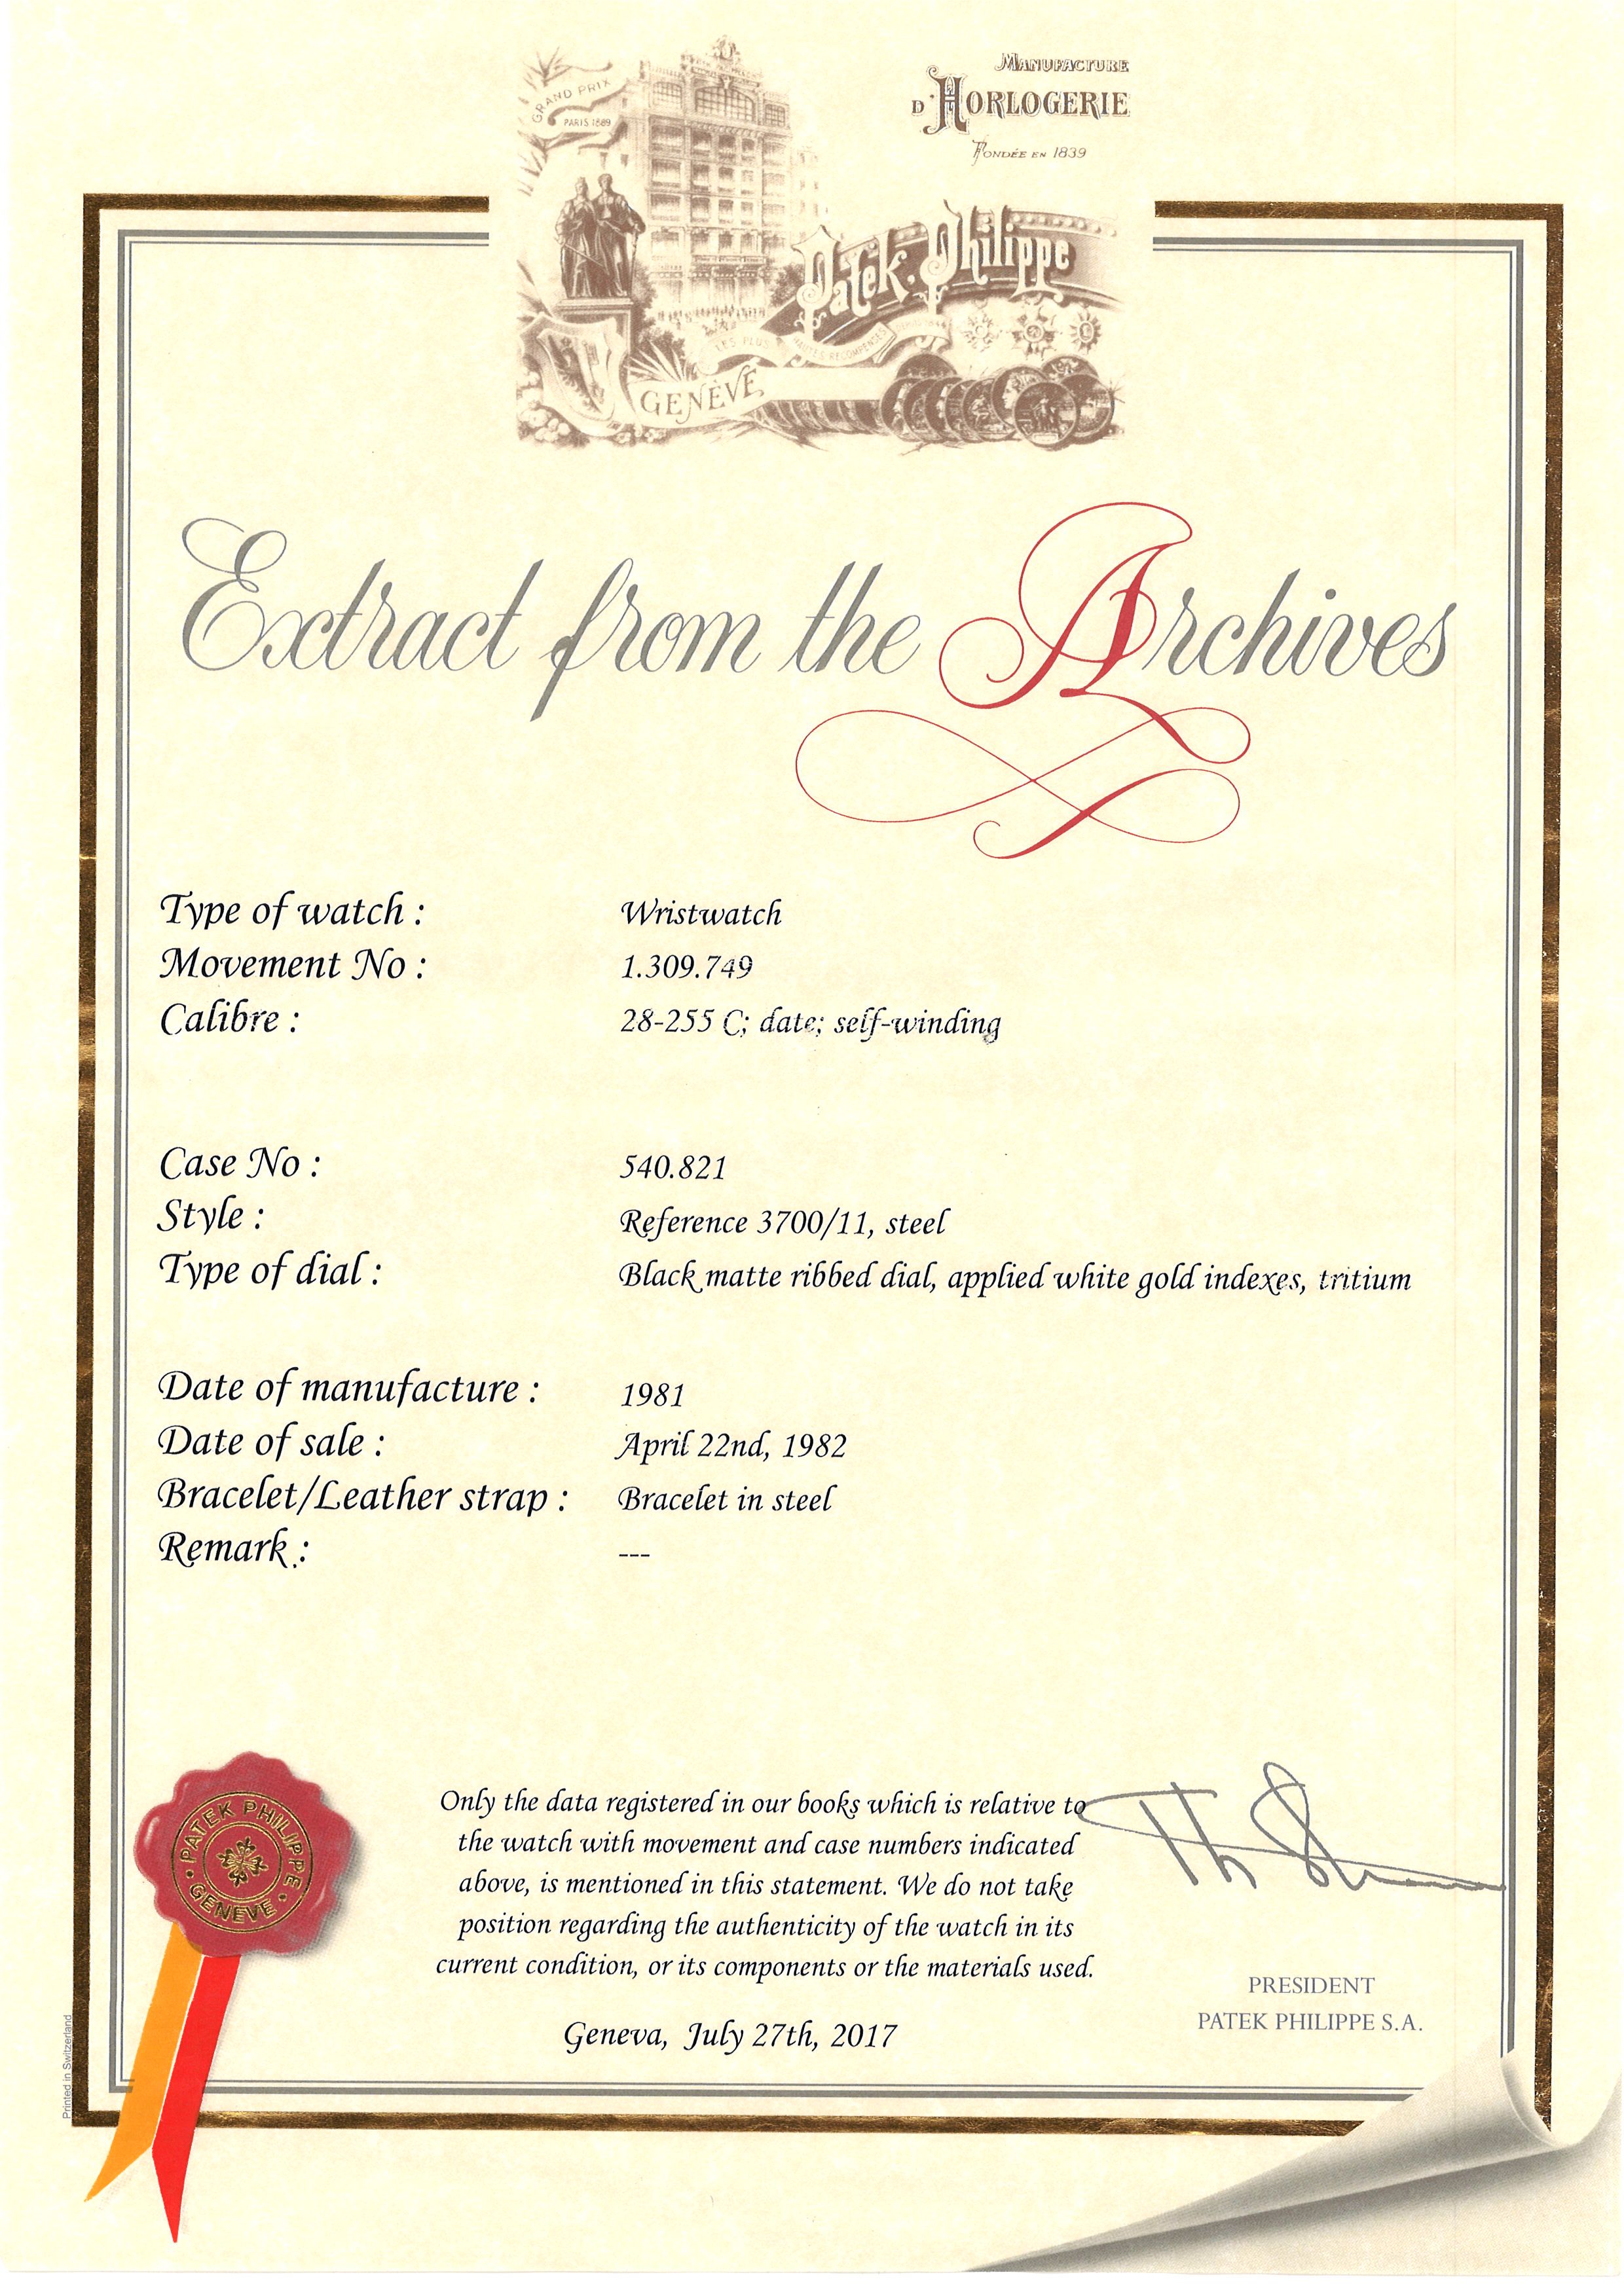 MANUFACTURE
D'HORLOGERIE
FONDÉE EN 1839
GRAND PRIX
PARIS 1889
Patek. Philippe
LES PLUS HAUTES RECOMPENSES
GENÈVE
Extract from the Archives
Type of watch : Wristwatch
Movement No : 1.309.749
Calibre : 28-255 C; date; self-winding
Case No : 540.821
Style : Reference 3700/11, steel
Type of dial : Black matte ribbed dial, applied white gold indexes, tritium
Date of manufacture : 1981
Date of sale : April 22nd, 1982
Bracelet/Leather strap : Bracelet in steel
Remark : ---
Only the data registered in our books which is relative to
the watch with movement and case numbers indicated
above, is mentioned in this statement. We do not take
position regarding the authenticity of the watch in its
current condition, or its components or the materials used.
Geneva, July 27th, 2017
PATEK PHILIPPE
• GENÈVE •
PRESIDENT
PATEK PHILIPPE S.A.
Printed in Switzerland